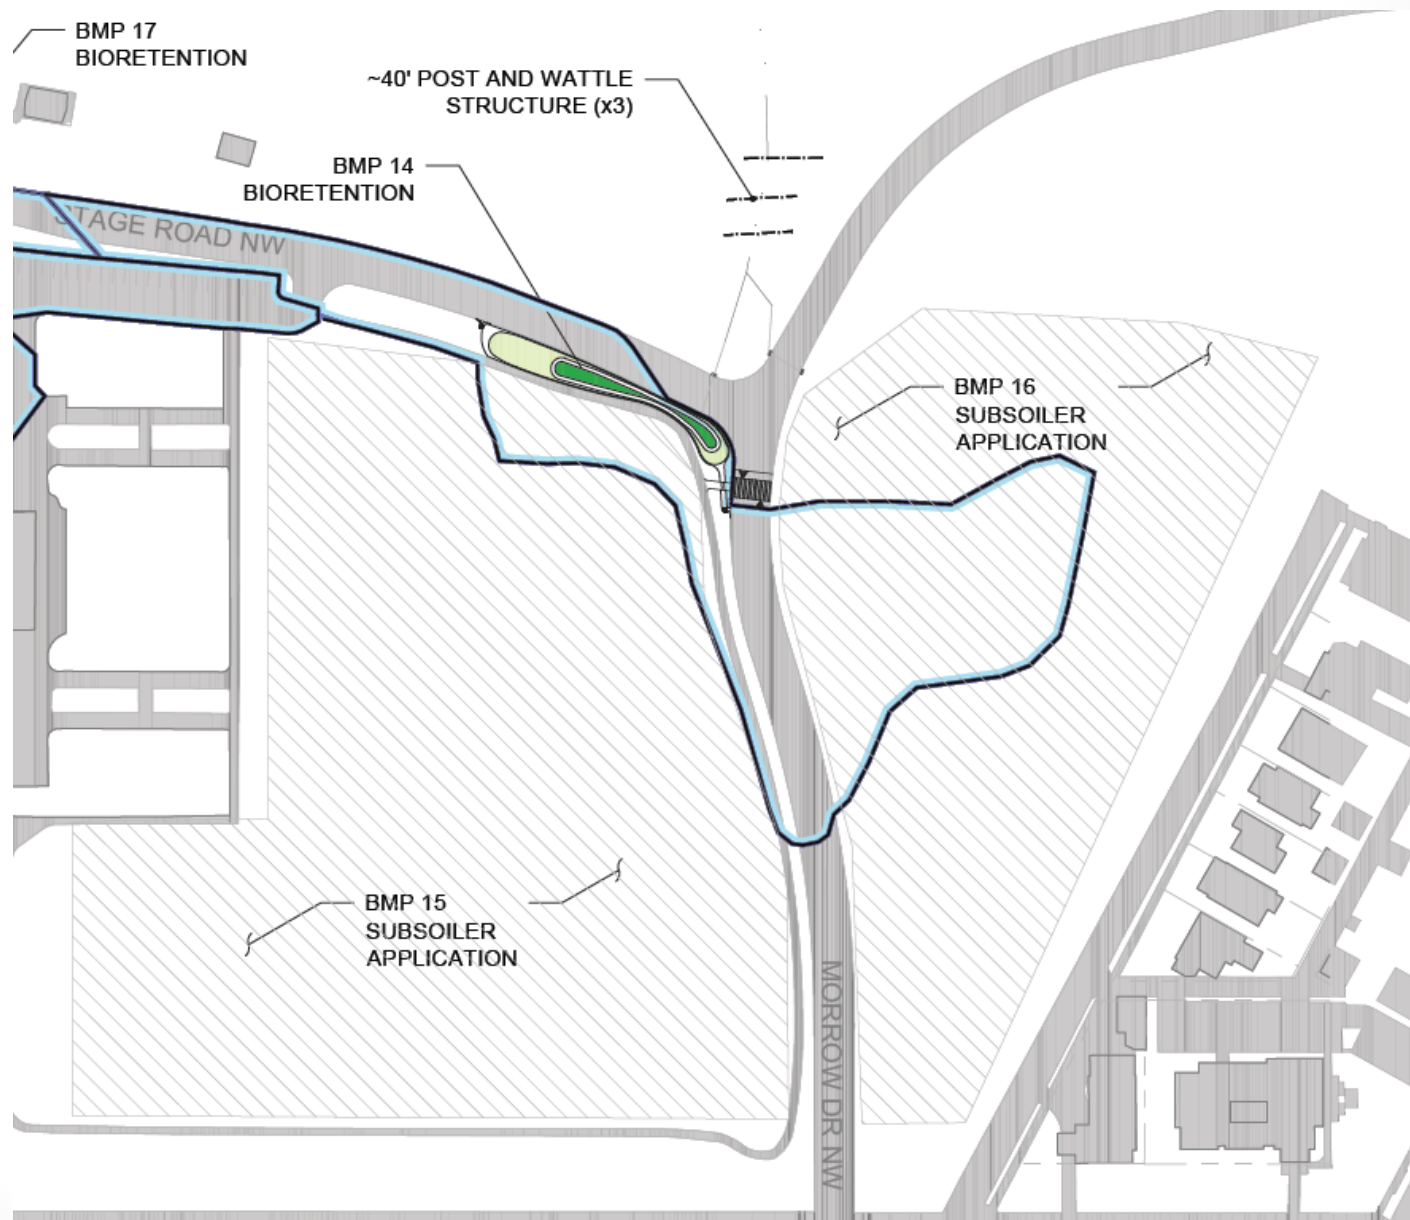 BMP 17
BIORETENTION
~40' POST AND WATTLE
STRUCTURE (x3)
BMP 14
BIORETENTION
STAGE ROAD NW
BMP 16
SUBSOILER
APPLICATION
BMP 15
SUBSOILER
APPLICATION
MORROW DR NW